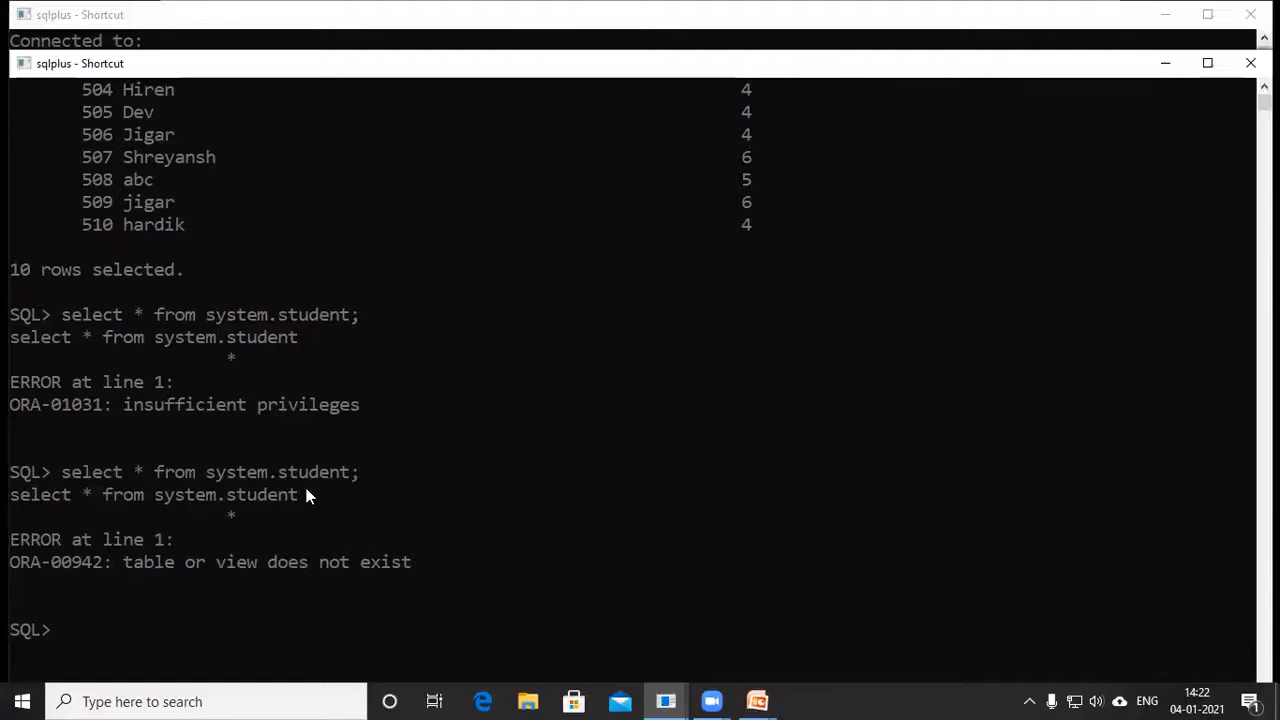 sqlplus - Shortcut
Connected to:
sqlplus - Shortcut
504 Hiren 4
505 Dev 4
506 Jigar 4
507 Shreyansh 6
508 abc 5
509 jigar 6
510 hardik 4
10 rows selected.
SQL> select * from system.student;
select * from system.student
*
ERROR at line 1:
ORA-01031: insufficient privileges
SQL> select * from system.student;
select * from system.student
*
ERROR at line 1:
ORA-00942: table or view does not exist
SQL>
Type here to search
ENG
14:22
04-01-2021
1